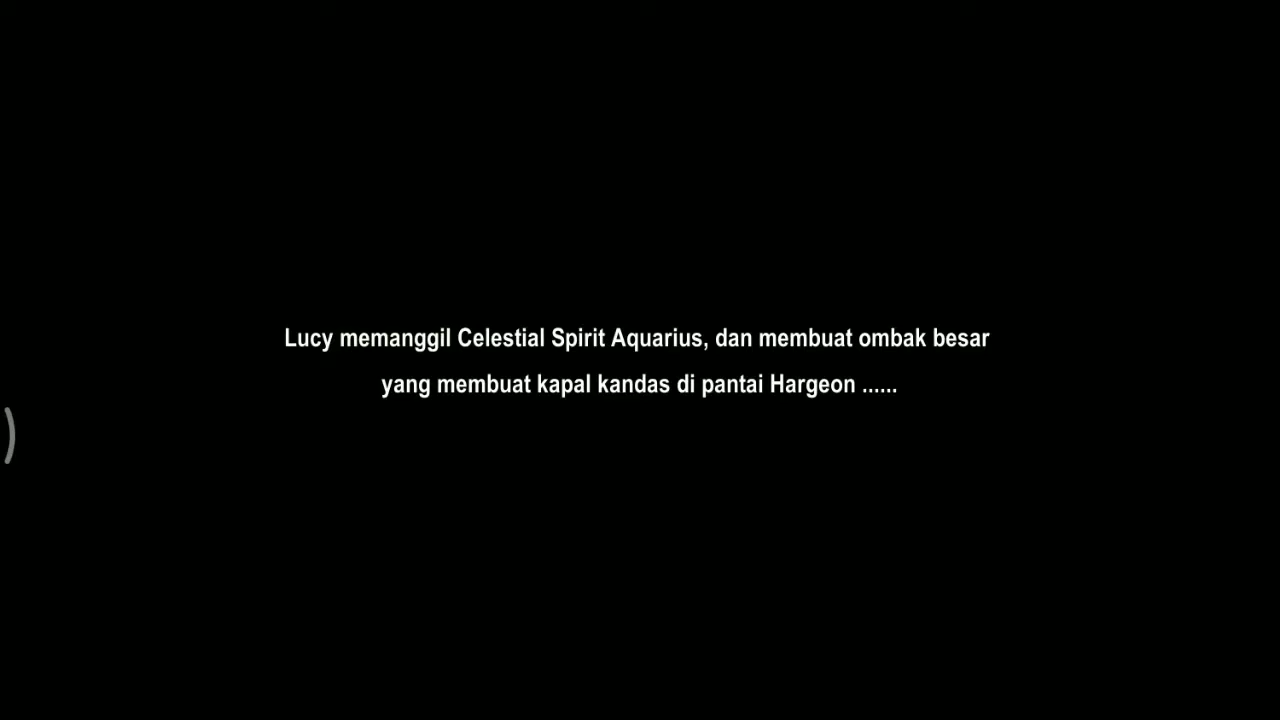 Lucy memanggil Celestial Spirit Aquarius, dan membuat ombak besar
yang membuat kapal kandas di pantai Hargeon ......